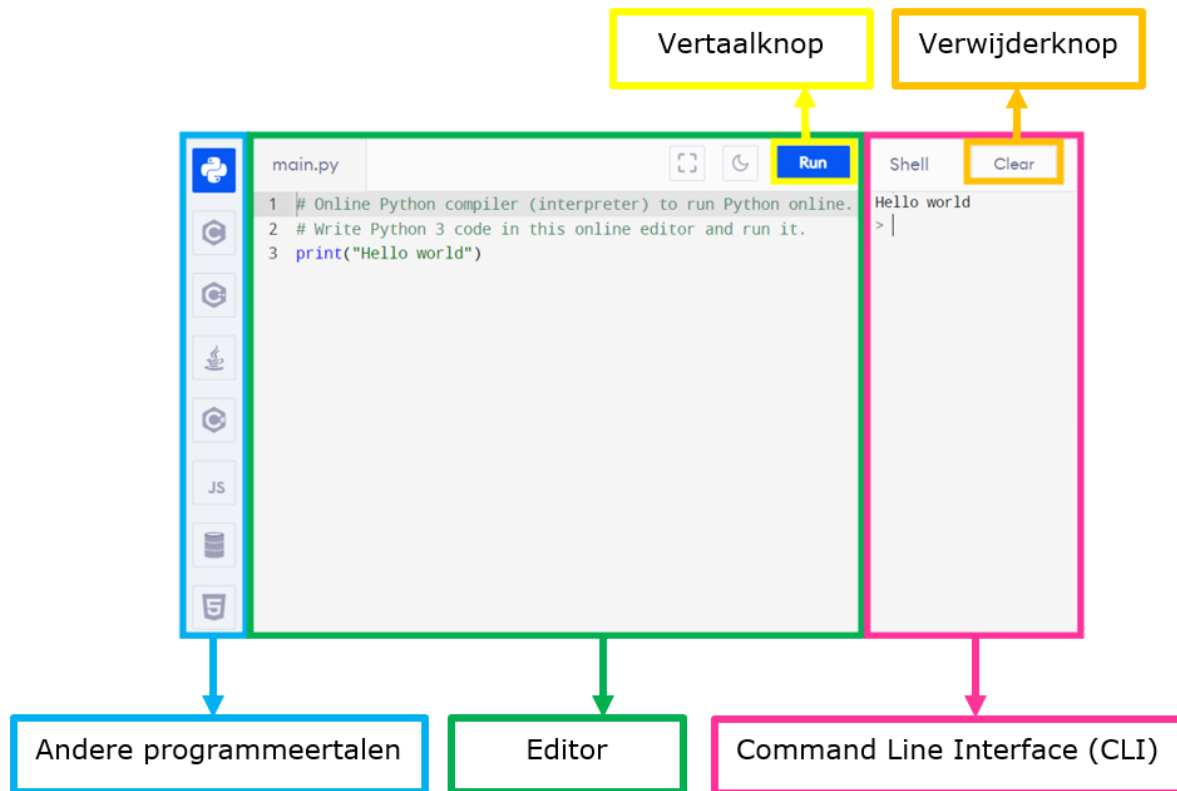 Vertaalknop
Verwijderknop
main.py
Run
Shell
Clear
1 # Online Python compiler (interpreter) to run Python online.
2 # Write Python 3 code in this online editor and run it.
3 print("Hello world")
Hello world
>
JS
Andere programmeertalen
Editor
Command Line Interface (CLI)